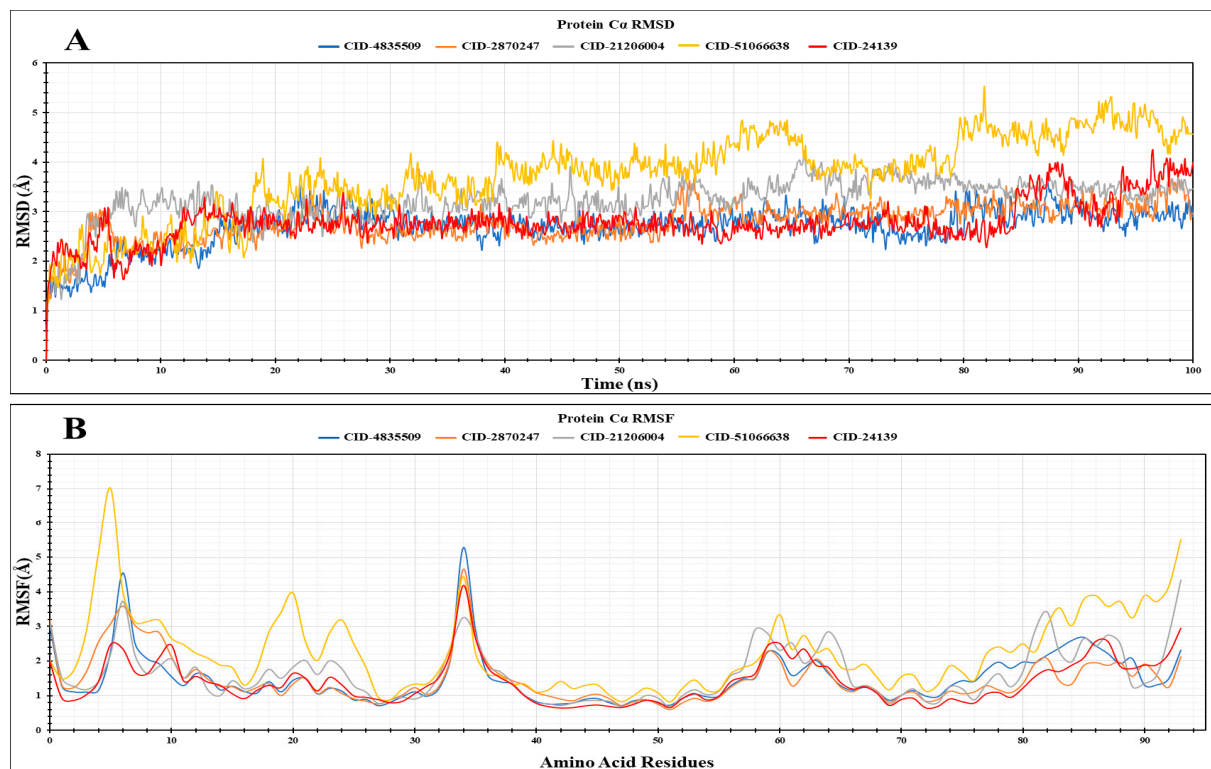 A
Protein Cα RMSD
CID-4835509 CID-2870247 CID-21206004 CID-51066638 CID-24139
RMSD (Å)
6
5
4
3
2
1
0
0 10 20 30 40 50 60 70 80 90 100
Time (ns)
B
Protein Cα RMSF
CID-4835509 CID-2870247 CID-21206004 CID-51066638 CID-24139
RMSF(Å)
8
7
6
5
4
3
2
1
0
0 10 20 30 40 50 60 70 80 90
Amino Acid Residues